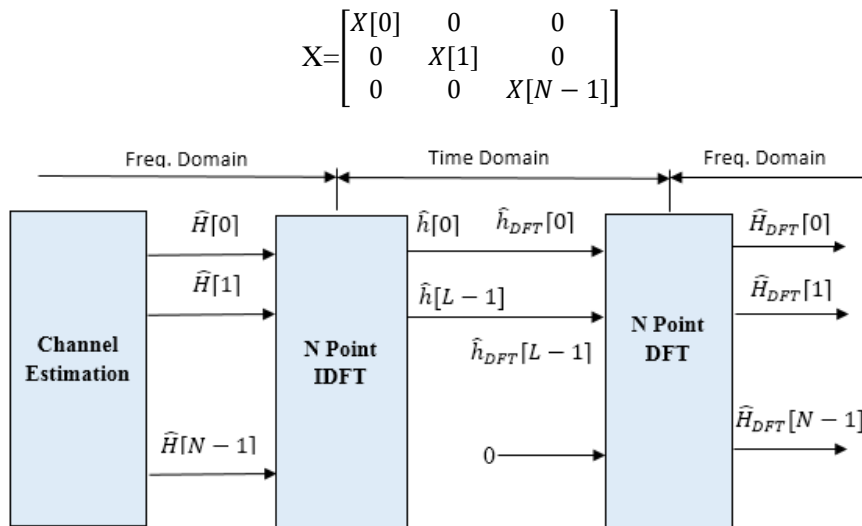 X=[X[0] 0 0
0 X[1] 0
0 0 X[N − 1]]
Freq. Domain Time Domain Freq. Domain
Ĥ[0] ĥ[0] ĥ_DFT[0] Ĥ_DFT[0]
Ĥ[1] ĥ[L − 1] Ĥ_DFT[1]
Channel Estimation
N Point IDFT
ĥ_DFT[L − 1]
N Point DFT
Ĥ[N − 1] 0 Ĥ_DFT[N − 1]